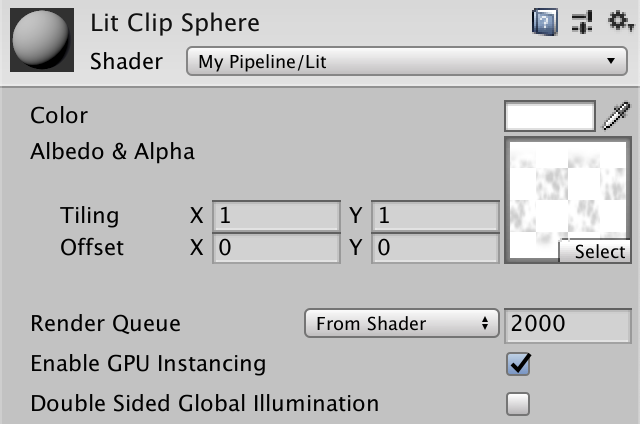 Lit Clip Sphere
Shader My Pipeline/Lit
Color
Albedo & Alpha
Tiling X 1 Y 1
Offset X 0 Y 0
Select
Render Queue From Shader 2000
Enable GPU Instancing
Double Sided Global Illumination